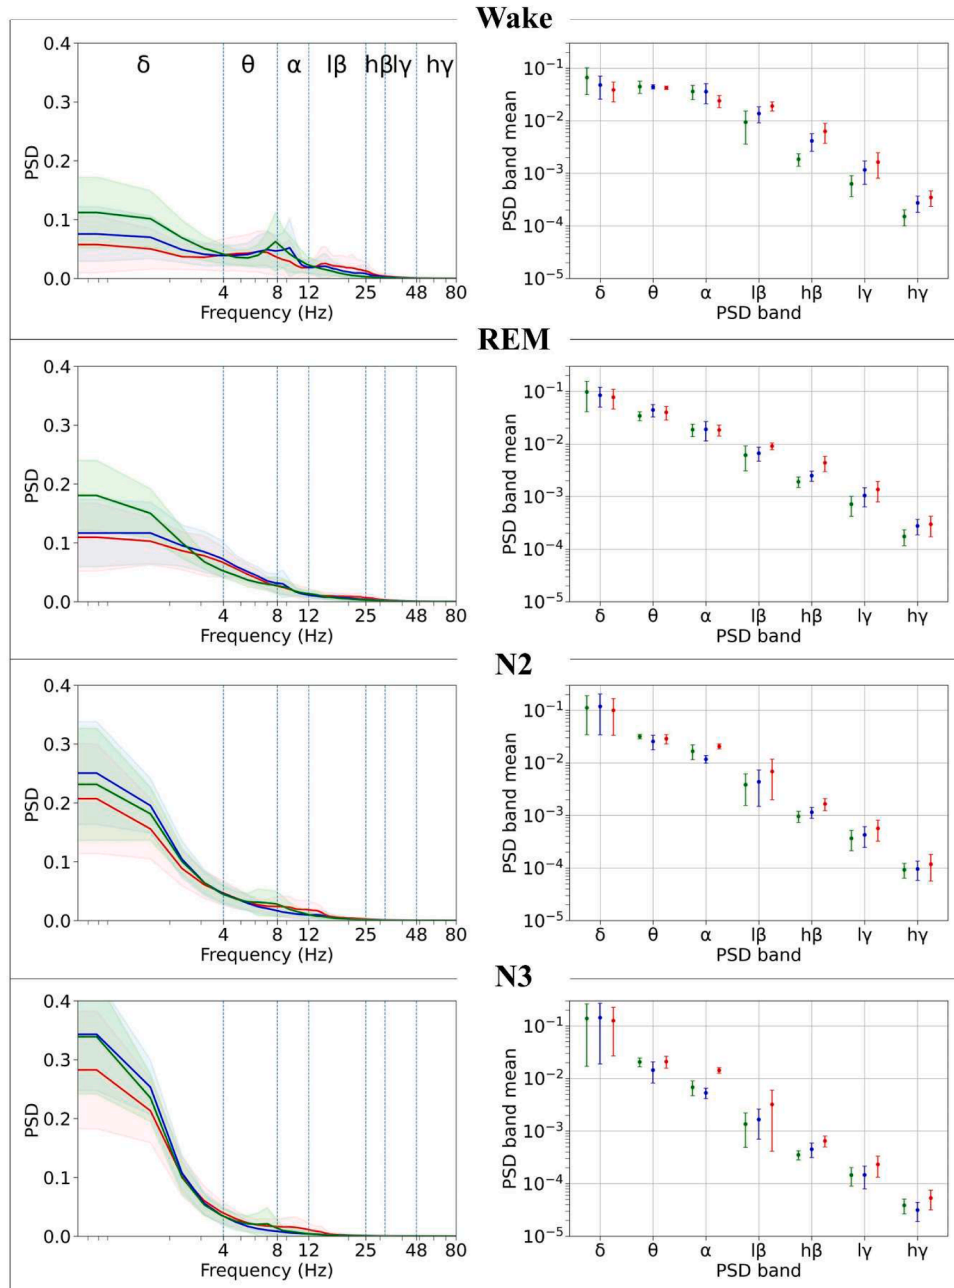 Wake
0.4
δ
θ
α
lβ
hβ
lγ
hγ
0.3
0.2
0.1
0.0
PSD
4
8
12
25
48
80
Frequency (Hz)
10⁻¹
10⁻²
10⁻³
10⁻⁴
10⁻⁵
PSD band mean
δ
θ
α
lβ
hβ
lγ
hγ
PSD band
REM
0.4
0.3
0.2
0.1
0.0
PSD
4
8
12
25
48
80
Frequency (Hz)
10⁻¹
10⁻²
10⁻³
10⁻⁴
10⁻⁵
PSD band mean
δ
θ
α
lβ
hβ
lγ
hγ
PSD band
N2
0.4
0.3
0.2
0.1
0.0
PSD
4
8
12
25
48
80
Frequency (Hz)
10⁻¹
10⁻²
10⁻³
10⁻⁴
10⁻⁵
PSD band mean
δ
θ
α
lβ
hβ
lγ
hγ
PSD band
N3
0.4
0.3
0.2
0.1
0.0
PSD
4
8
12
25
48
80
Frequency (Hz)
10⁻¹
10⁻²
10⁻³
10⁻⁴
10⁻⁵
PSD band mean
δ
θ
α
lβ
hβ
lγ
hγ
PSD band